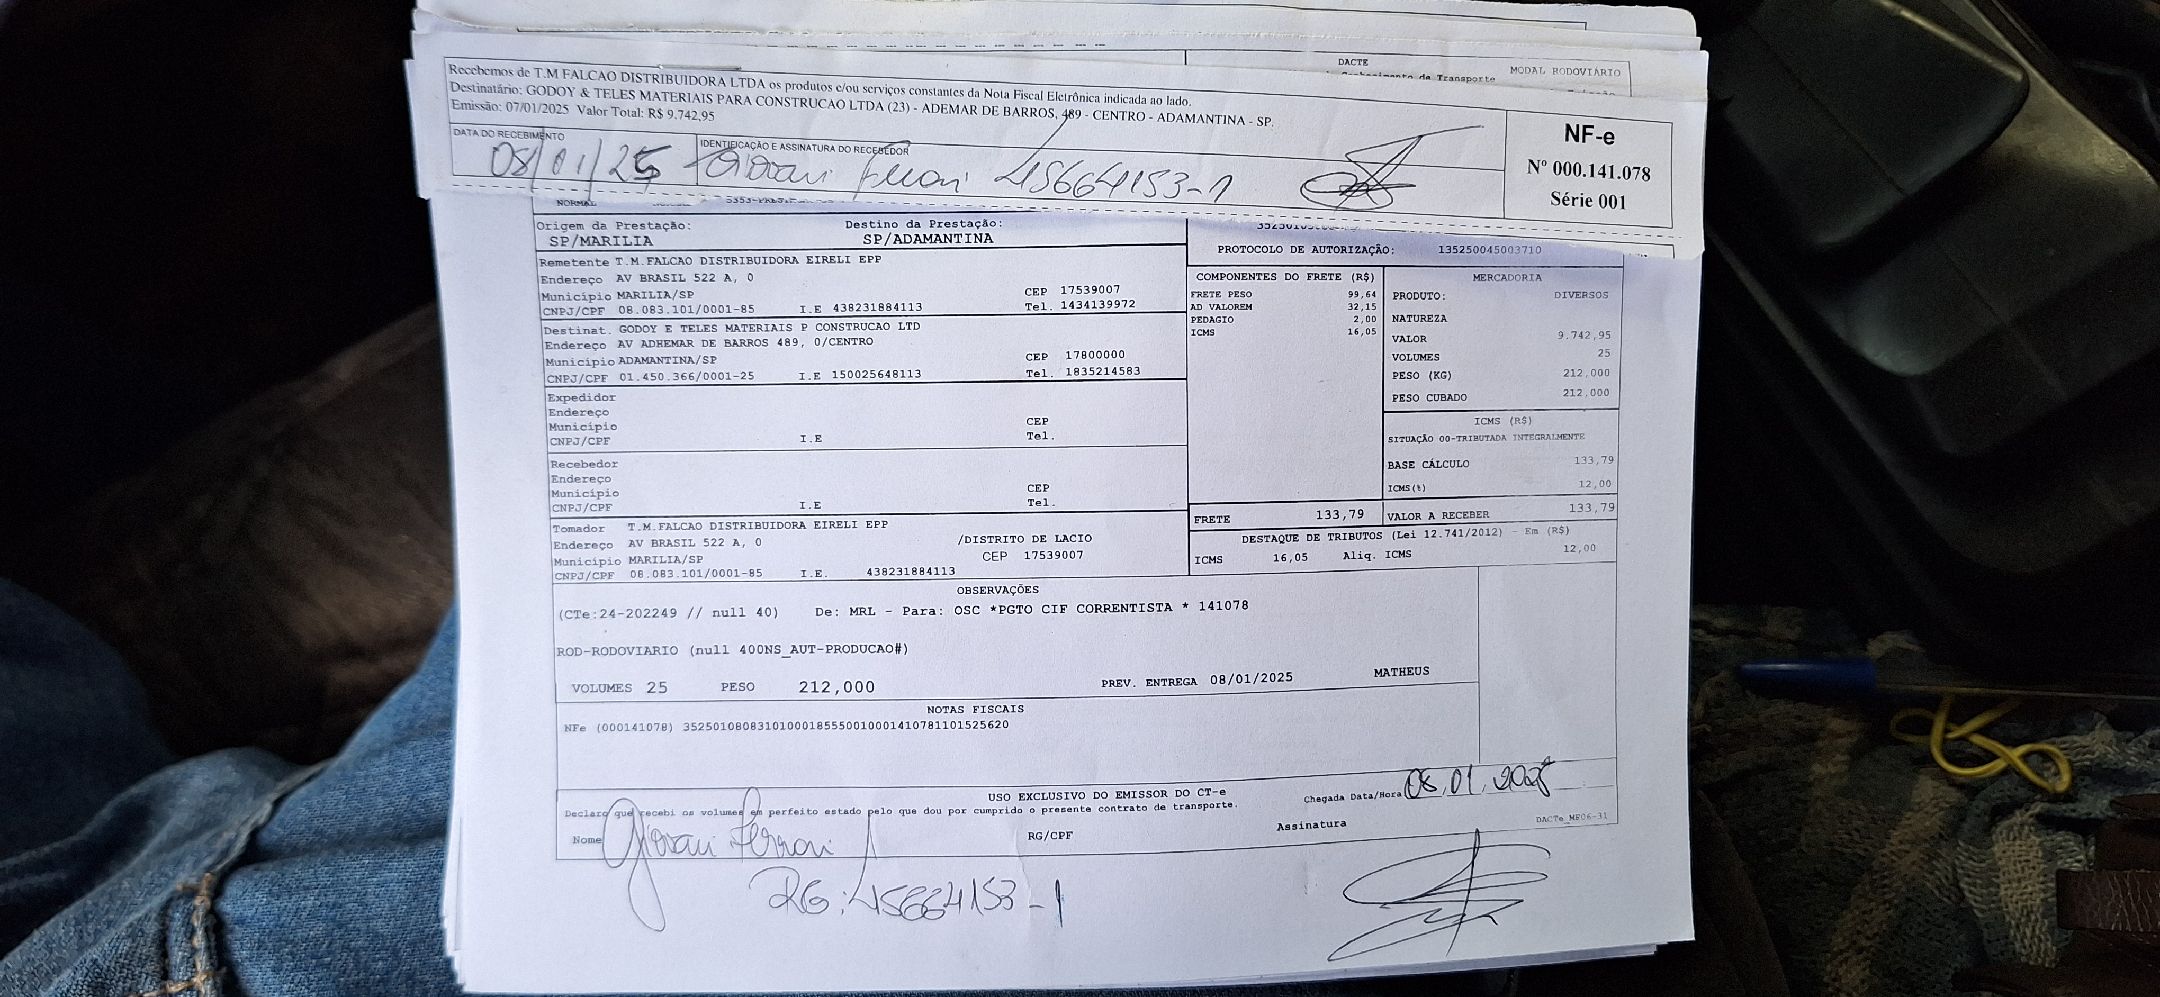 DACTE
MODAL RODOVIÁRIO
de Transporte
Recebemos de T.M FALCAO DISTRIBUIDORA LTDA os produtos e/ou serviços constantes da Nota Fiscal Eletrônica indicada ao lado.
Destinatário: GODOY & TELES MATERIAIS PARA CONSTRUCAO LTDA (23) - ADEMAR DE BARROS, 489 - CENTRO - ADAMANTINA - SP.
Emissão: 07/01/2025 Valor Total: R$ 9.742,95
DATA DO RECEBIMENTO
08/01/25
IDENTIFICAÇÃO E ASSINATURA DO RECEBEDOR
Giovani Ferrari 45664153-1
NF-e
Nº 000.141.078
Série 001
NORMAL
Origem da Prestação: Destino da Prestação:
SP/MARILIA SP/ADAMANTINA
PROTOCOLO DE AUTORIZAÇÃO: 135250045003710
Remetente T.M.FALCAO DISTRIBUIDORA EIRELI EPP
Endereço AV BRASIL 522 A, 0
Município MARILIA/SP CEP 17539007
CNPJ/CPF 08.083.101/0001-85 I.E 438231884113 Tel. 1434139972
Destinat. GODOY E TELES MATERIAIS P CONSTRUCAO LTD
Endereço AV ADHEMAR DE BARROS 489, 0/CENTRO
Município ADAMANTINA/SP CEP 17800000
CNPJ/CPF 01.450.366/0001-25 I.E 150025648113 Tel. 1835214583
Expedidor
Endereço
Município CEP
CNPJ/CPF I.E Tel.
Recebedor
Endereço
Município CEP
CNPJ/CPF I.E Tel.
Tomador T.M.FALCAO DISTRIBUIDORA EIRELI EPP
Endereço AV BRASIL 522 A, 0 /DISTRITO DE LACIO
Município MARILIA/SP CEP 17539007
CNPJ/CPF 08.083.101/0001-85 I.E. 438231884113
COMPONENTES DO FRETE (R$)
FRETE PESO 99,64
AD VALOREM 32,15
PEDAGIO 2,00
ICMS 16,05
MERCADORIA
PRODUTO: DIVERSOS
NATUREZA
VALOR 9.742,95
VOLUMES 25
PESO (KG) 212,000
PESO CUBADO 212,000
ICMS (R$)
SITUAÇÃO 00-TRIBUTADA INTEGRALMENTE
BASE CÁLCULO 133,79
ICMS(%) 12,00
FRETE 133,79 VALOR A RECEBER 133,79
DESTAQUE DE TRIBUTOS (Lei 12.741/2012) - Em (R$)
ICMS 16,05 Aliq. ICMS 12,00
OBSERVAÇÕES
(CTe:24-202249 // null 40) De: MRL - Para: OSC *PGTO CIF CORRENTISTA * 141078
ROD-RODOVIARIO (null 400NS_AUT-PRODUCAO#)
VOLUMES 25 PESO 212,000 PREV. ENTREGA 08/01/2025 MATHEUS
NOTAS FISCAIS
NFe (000141078) 35250108083101000185550010001410781101525620
USO EXCLUSIVO DO EMISSOR DO CT-e
Chegada Data/Hora 08.01.2025
Declaro que recebi os volumes em perfeito estado pelo que dou por cumprido o presente contrato de transporte.
Nome Giovani Ferrari RG/CPF Assinatura
DACTe_MF06-31
RG: 45664153-1